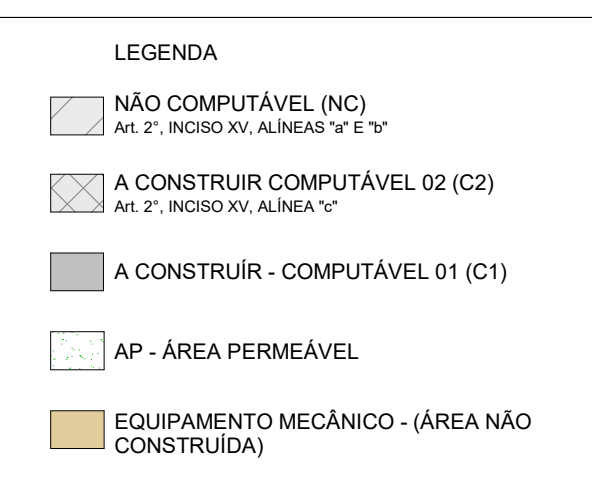 LEGENDA
NÃO COMPUTÁVEL (NC)
Art. 2°, INCISO XV, ALÍNEAS "a" E "b"
A CONSTRUIR COMPUTÁVEL 02 (C2)
Art. 2°, INCISO XV, ALÍNEA "c"
A CONSTRUÍR - COMPUTÁVEL 01 (C1)
AP - ÁREA PERMEÁVEL
EQUIPAMENTO MECÂNICO - (ÁREA NÃO
CONSTRUÍDA)